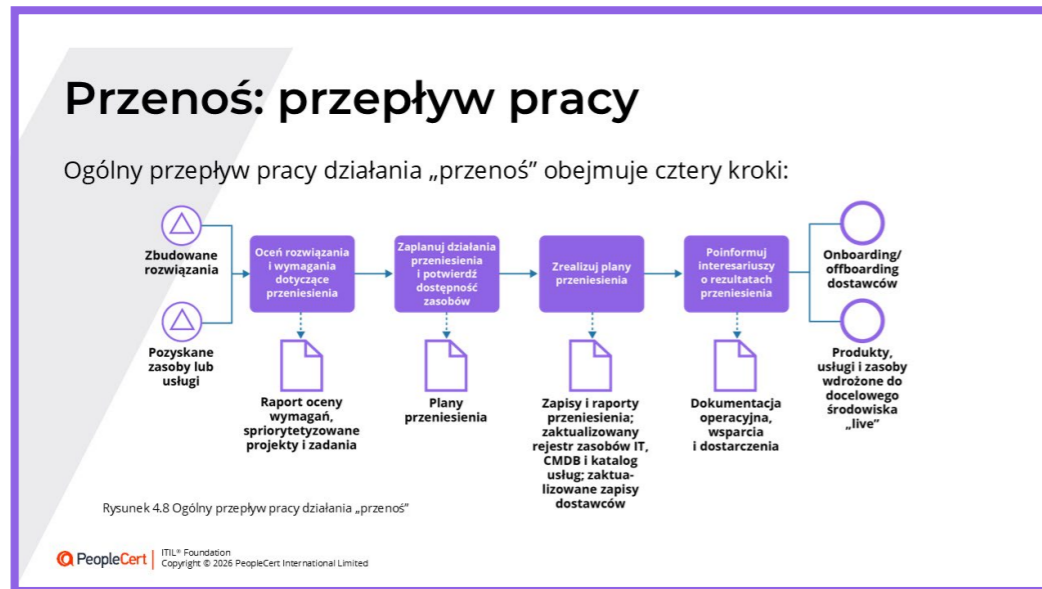 Przenoś: przepływ pracy
Ogólny przepływ pracy działania „przenoś” obejmuje cztery kroki:
Zbudowane
rozwiązania
Pozyskane
zasoby lub
usługi
Oceń rozwiązania
i wymagania
dotyczące
przeniesienia
Zaplanuj działania
przeniesienia
i potwierdź
dostępność
zasobów
Zrealizuj plany
przeniesienia
Poinformuj
interesariuszy
o rezultatach
przeniesienia
Onboarding/
offboarding
dostawców
Produkty,
usługi i zasoby
wdrożone do
docelowego
środowiska
„live”
Raport oceny
wymagań,
spriorytetyzowane
projekty i zadania
Plany
przeniesienia
Zapisy i raporty
przeniesienia;
zaktualizowany
rejestr zasobów IT,
CMDB i katalog
usług; zaktua-
lizowane zapisy
dostawców
Dokumentacja
operacyjna,
wsparcia
i dostarczenia
Rysunek 4.8 Ogólny przepływ pracy działania „przenoś”
PeopleCert
ITIL® Foundation
Copyright © 2026 PeopleCert International Limited